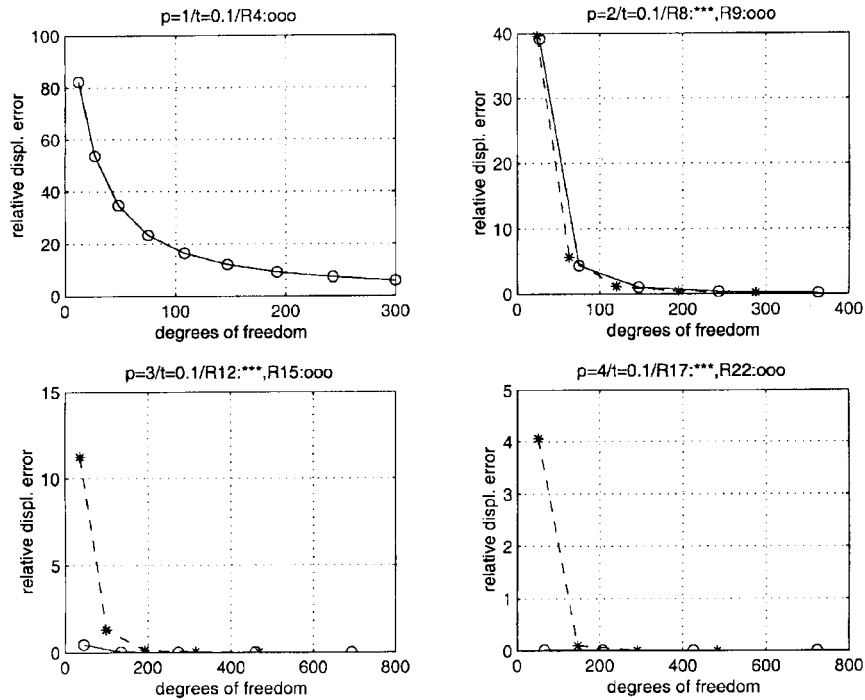 p=1/t=0.1/R4:ooo
100
80
60
40
20
0
relative displ. error
0 100 200 300
degrees of freedom
p=2/t=0.1/R8:***,R9:ooo
40
30
20
10
0
relative displ. error
0 100 200 300 400
degrees of freedom
p=3/t=0.1/R12:***,R15:ooo
15
10
5
0
relative displ. error
0 200 400 600 800
degrees of freedom
p=4/t=0.1/R17:***,R22:ooo
5
4
3
2
1
0
relative displ. error
0 200 400 600 800
degrees of freedom